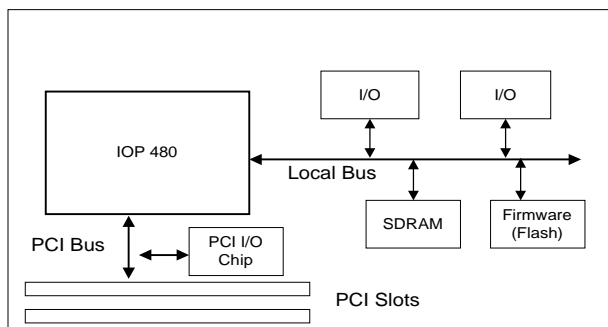 I/O
I/O
IOP 480
Local Bus
SDRAM
Firmware
(Flash)
PCI Bus
PCI I/O
Chip
PCI Slots